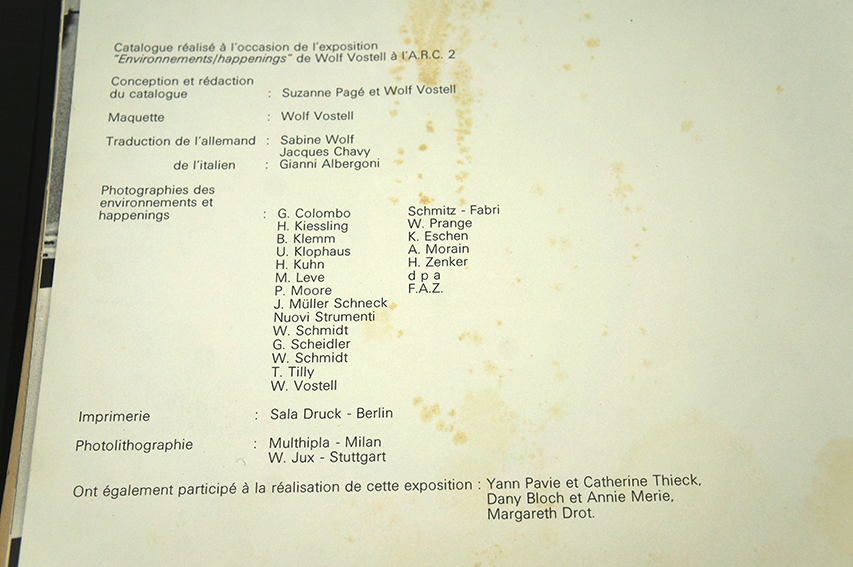 Catalogue réalisé à l'occasion de l'exposition
"Environnements/happenings" de Wolf Vostell à l'A.R.C. 2
Conception et rédaction
du catalogue : Suzanne Pagé et Wolf Vostell
Maquette : Wolf Vostell
Traduction de l'allemand : Sabine Wolf
Jacques Chavy
de l'italien : Gianni Albergoni
Photographies des
environnements et
happenings : G. Colombo
H. Kiessling
B. Klemm
U. Klophaus
H. Kuhn
M. Leve
P. Moore
J. Müller Schneck
Nuovi Strumenti
W. Schmidt
G. Scheidler
W. Schmidt
T. Tilly
W. Vostell
Schmitz - Fabri
W. Prange
K. Eschen
A. Morain
H. Zenker
d p a
F.A.Z.
Imprimerie : Sala Druck - Berlin
Photolithographie : Multhipla - Milan
W. Jux - Stuttgart
Ont également participé à la réalisation de cette exposition : Yann Pavie et Catherine Thieck,
Dany Bloch et Annie Merie,
Margareth Drot.